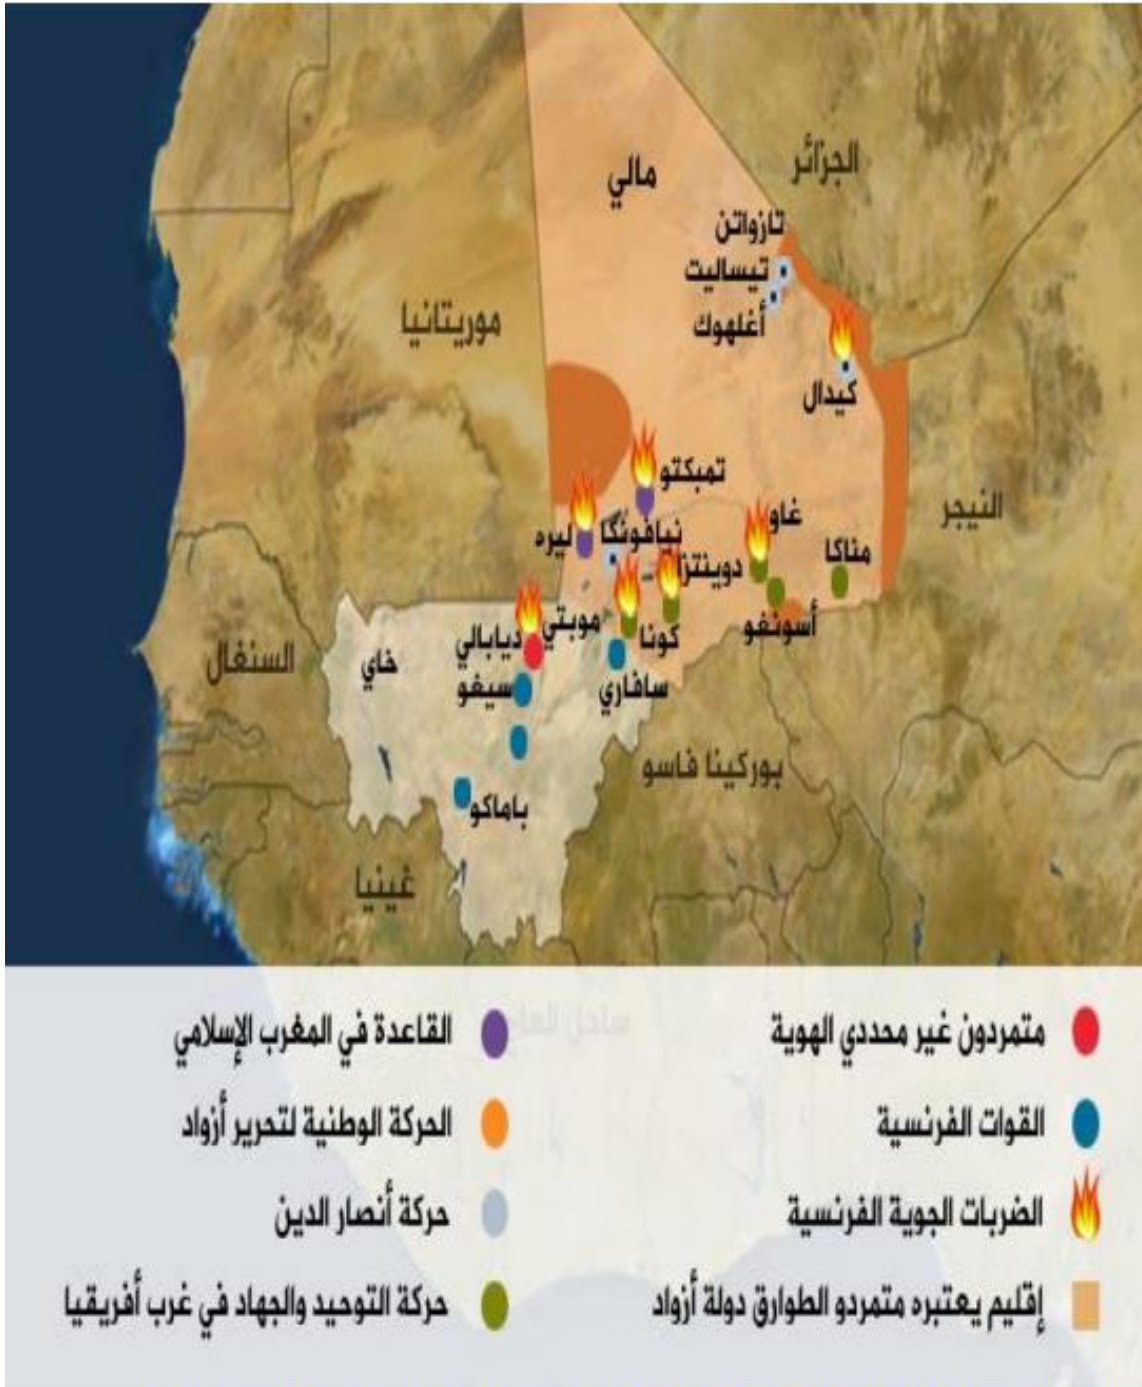 الجزائر
مالي
تازواتن
تيساليت
أغلهوك
موريتانيا
كيدال
تمبكتو
غاو
النيجر
نيافونكا
ليره
مناكا
دوينتزا
أسونغو
كونا
موبتي
ديابالي
السنغال
خاي
سيغو
سافاري
بوركينا فاسو
باماكو
غينيا
ساحل العاج
متمردون غير محددي الهوية
القوات الفرنسية
الضربات الجوية الفرنسية
إقليم يعتبره متمردو الطوارق دولة أزواد
القاعدة في المغرب الإسلامي
الحركة الوطنية لتحرير أزواد
حركة أنصار الدين
حركة التوحيد والجهاد في غرب أفريقيا